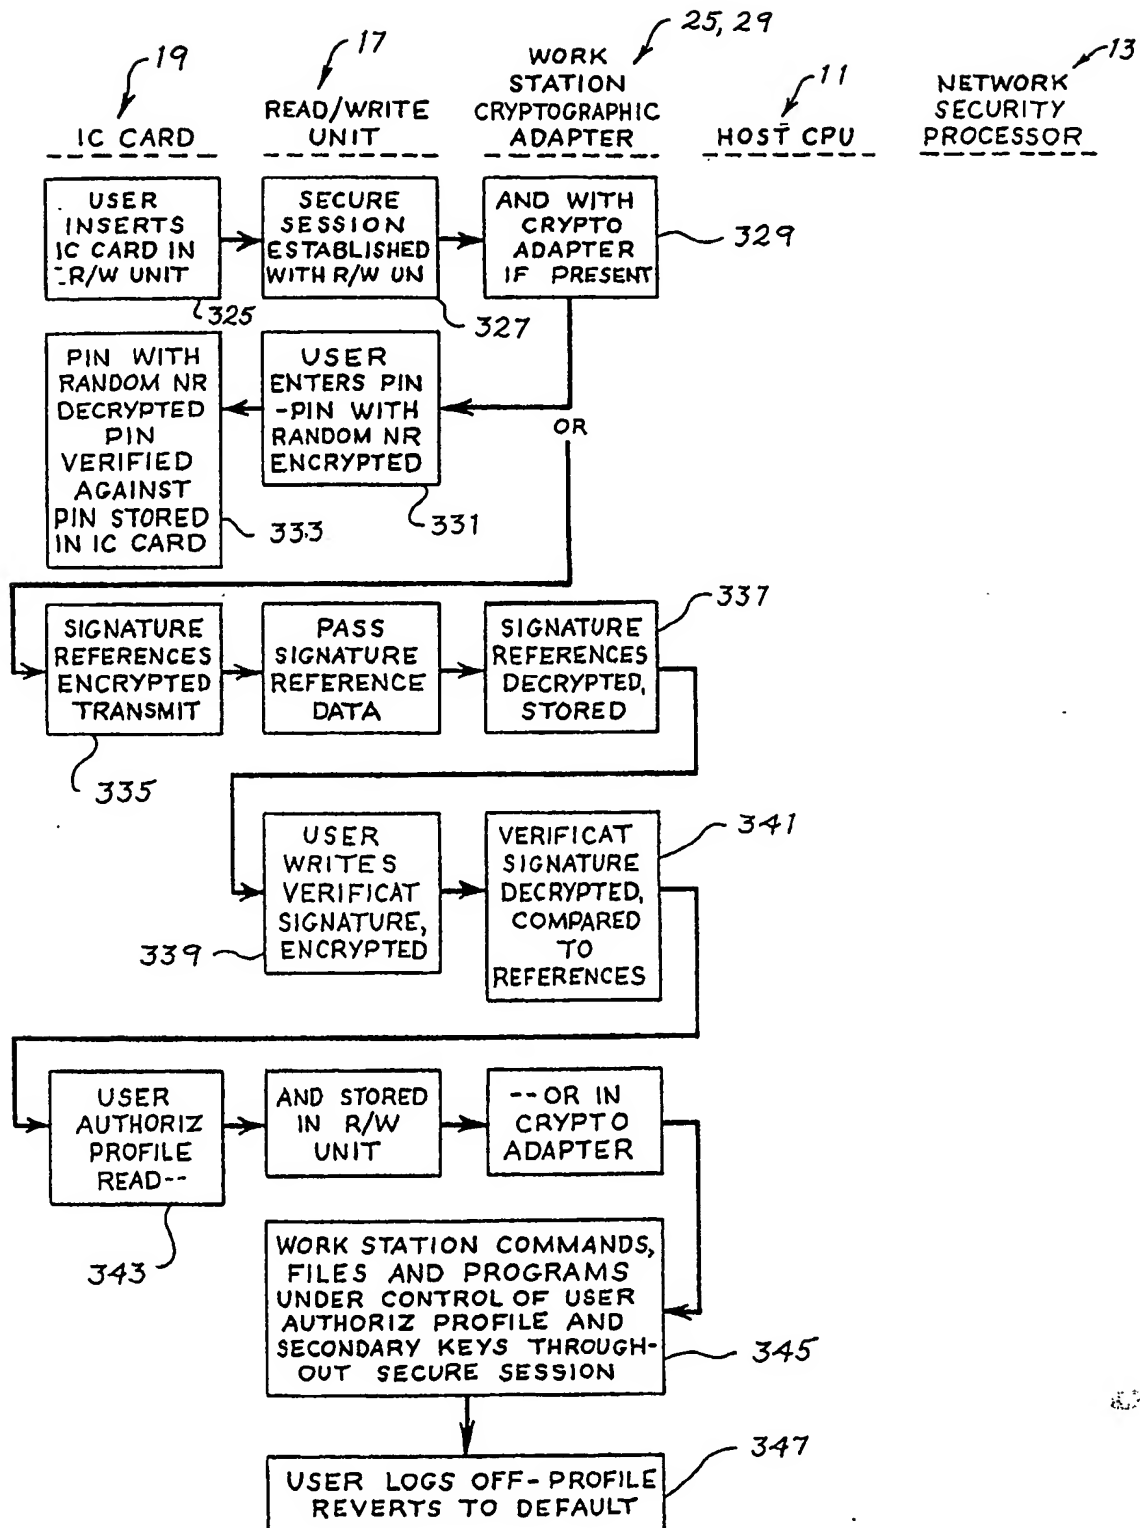 19
17
25, 29
11
13
IC CARD
READ/WRITE
UNIT
WORK
STATION
CRYPTOGRAPHIC
ADAPTER
HOST CPU
NETWORK
SECURITY
PROCESSOR
USER
INSERTS
IC CARD IN
R/W UNIT
325
SECURE
SESSION
ESTABLISHED
WITH R/W UN
327
AND WITH
CRYPTO
ADAPTER
IF PRESENT
329
PIN WITH
RANDOM NR
DECRYPTED
PIN
VERIFIED
AGAINST
PIN STORED
IN IC CARD
333
USER
ENTERS PIN
-PIN WITH
RANDOM NR
ENCRYPTED
331
OR
SIGNATURE
REFERENCES
ENCRYPTED
TRANSMIT
335
PASS
SIGNATURE
REFERENCE
DATA
SIGNATURE
REFERENCES
DECRYPTED,
STORED
337
USER
WRITES
VERIFICAT
SIGNATURE,
ENCRYPTED
339
VERIFICAT
SIGNATURE
DECRYPTED,
COMPARED
TO
REFERENCES
341
USER
AUTHORIZ
PROFILE
READ--
343
AND STORED
IN R/W
UNIT
--OR IN
CRYPTO
ADAPTER
WORK STATION COMMANDS,
FILES AND PROGRAMS
UNDER CONTROL OF USER
AUTHORIZ PROFILE AND
SECONDARY KEYS THROUGH-
OUT SECURE SESSION
345
USER LOGS OFF-PROFILE
REVERTS TO DEFAULT
347